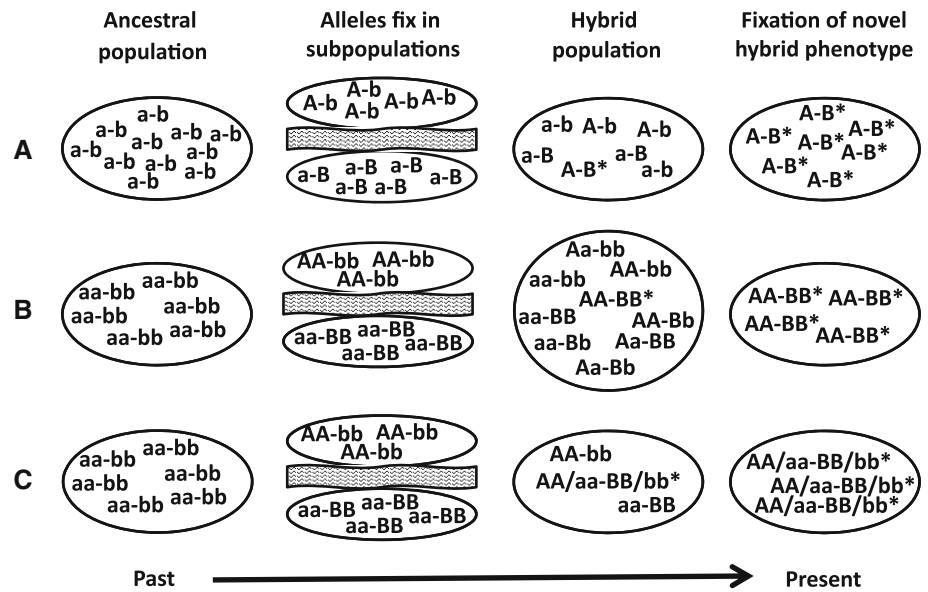 Ancestral population
Alleles fix in subpopulations
Hybrid population
Fixation of novel hybrid phenotype
A
a-b
a-b a-b a-b
a-b a-b a-b
a-b a-b a-b
a-b
A-b
A-b A-b A-b
A-b
a-B a-B
a-B a-B
a-B a-B
a-b A-b A-b
a-B a-B
A-B* a-b
A-B*
A-B* A-B*
A-B* A-B*
A-B*
A-B*
B
aa-bb aa-bb
aa-bb aa-bb
aa-bb aa-bb
AA-bb AA-bb
AA-bb
aa-BB aa-BB aa-BB
aa-BB
Aa-bb
aa-bb AA-bb
AA-BB*
aa-BB AA-Bb
aa-Bb Aa-BB
Aa-Bb
AA-BB* AA-BB*
AA-BB* AA-BB*
C
aa-bb aa-bb
aa-bb aa-bb
aa-bb aa-bb
AA-bb AA-bb
AA-bb
aa-BB aa-BB aa-BB
aa-BB
AA-bb
AA/aa-BB/bb*
aa-BB
AA/aa-BB/bb*
AA/aa-BB/bb*
AA/aa-BB/bb*
Past
Present